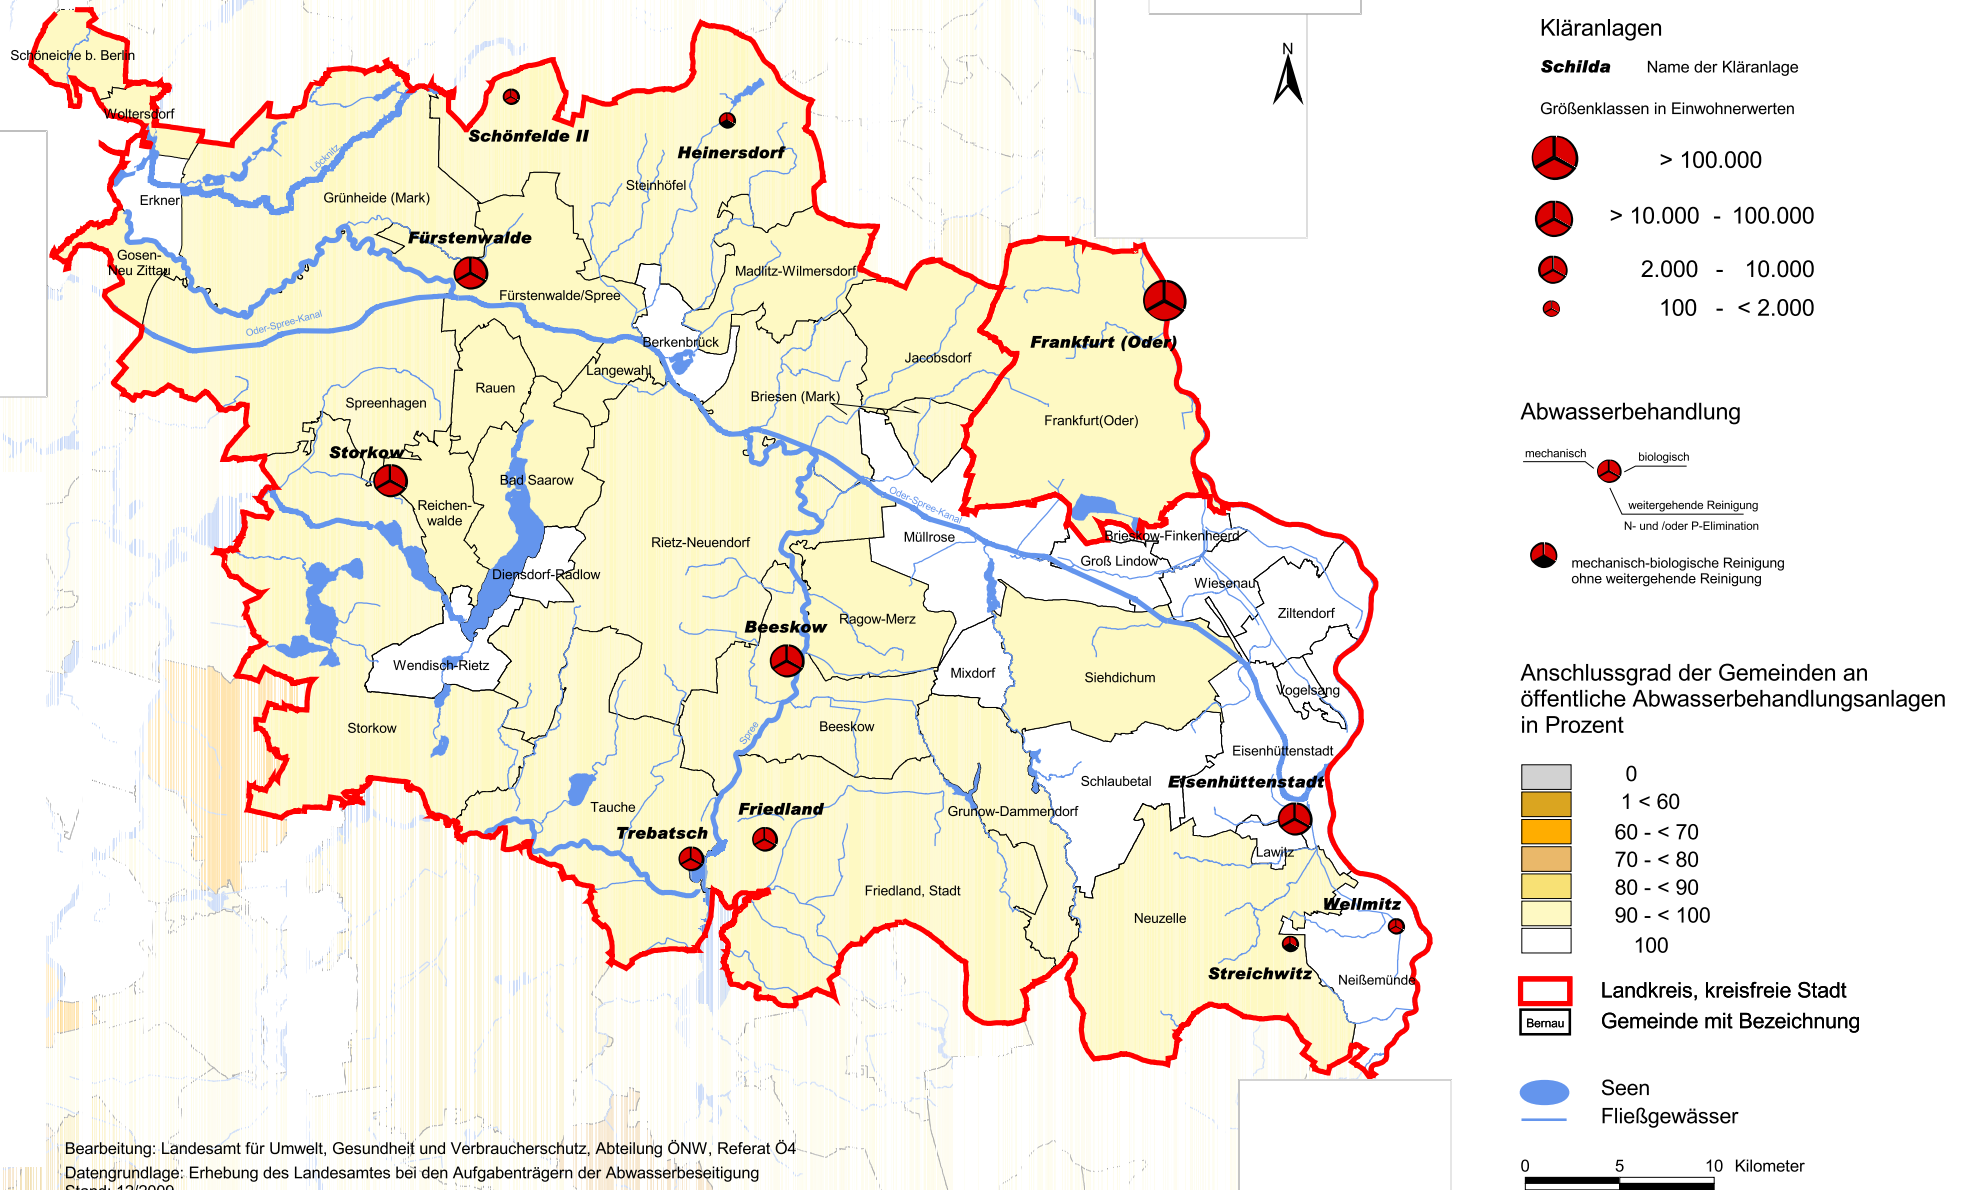 Schöneiche b. Berlin
Woltersdorf
Erkner
Löcknitz
Grünheide (Mark)
Gosen-
Neu Zittau
Schönfelde II
Heinersdorf
Steinhöfel
Fürstenwalde
Fürstenwalde/Spree
Madlitz-Wilmersdorf
Oder-Spree-Kanal
Berkenbrück
Langewahl
Rauen
Spreenhagen
Briesen (Mark)
Jacobsdorf
Frankfurt (Oder)
Frankfurt(Oder)
Storkow
Bad Saarow
Reichen-
walde
Oder-Spree-Kanal
Müllrose
Rietz-Neuendorf
Diensdorf-Radlow
Brieskow-Finkenheerd
Groß Lindow
Wiesenau
Ziltendorf
Ragow-Merz
Beeskow
Wendisch-Rietz
Mixdorf
Siehdichum
Vogelsang
Storkow
Spree
Beeskow
Eisenhüttenstadt
Eisenhüttenstadt
Schlaubetal
Tauche
Friedland
Trebatsch
Grunow-Dammendorf
Lawitz
Friedland, Stadt
Neuzelle
Wellmitz
Streichwitz
Neißemünde
N
Kläranlagen
Schilda Name der Kläranlage
Größenklassen in Einwohnerwerten
> 100.000
> 10.000 - 100.000
2.000 - 10.000
100 - < 2.000
Abwasserbehandlung
mechanisch
biologisch
weitergehende Reinigung
N- und /oder P-Elimination
mechanisch-biologische Reinigung
ohne weitergehende Reinigung
Anschlussgrad der Gemeinden an
öffentliche Abwasserbehandlungsanlagen
in Prozent
0
1 < 60
60 - < 70
70 - < 80
80 - < 90
90 - < 100
100
Landkreis, kreisfreie Stadt
Bernau Gemeinde mit Bezeichnung
Seen
Fließgewässer
0 5 10 Kilometer
Bearbeitung: Landesamt für Umwelt, Gesundheit und Verbraucherschutz, Abteilung ÖNW, Referat Ö4
Datengrundlage: Erhebung des Landesamtes bei den Aufgabenträgern der Abwasserbeseitigung
Stand: 12/2009